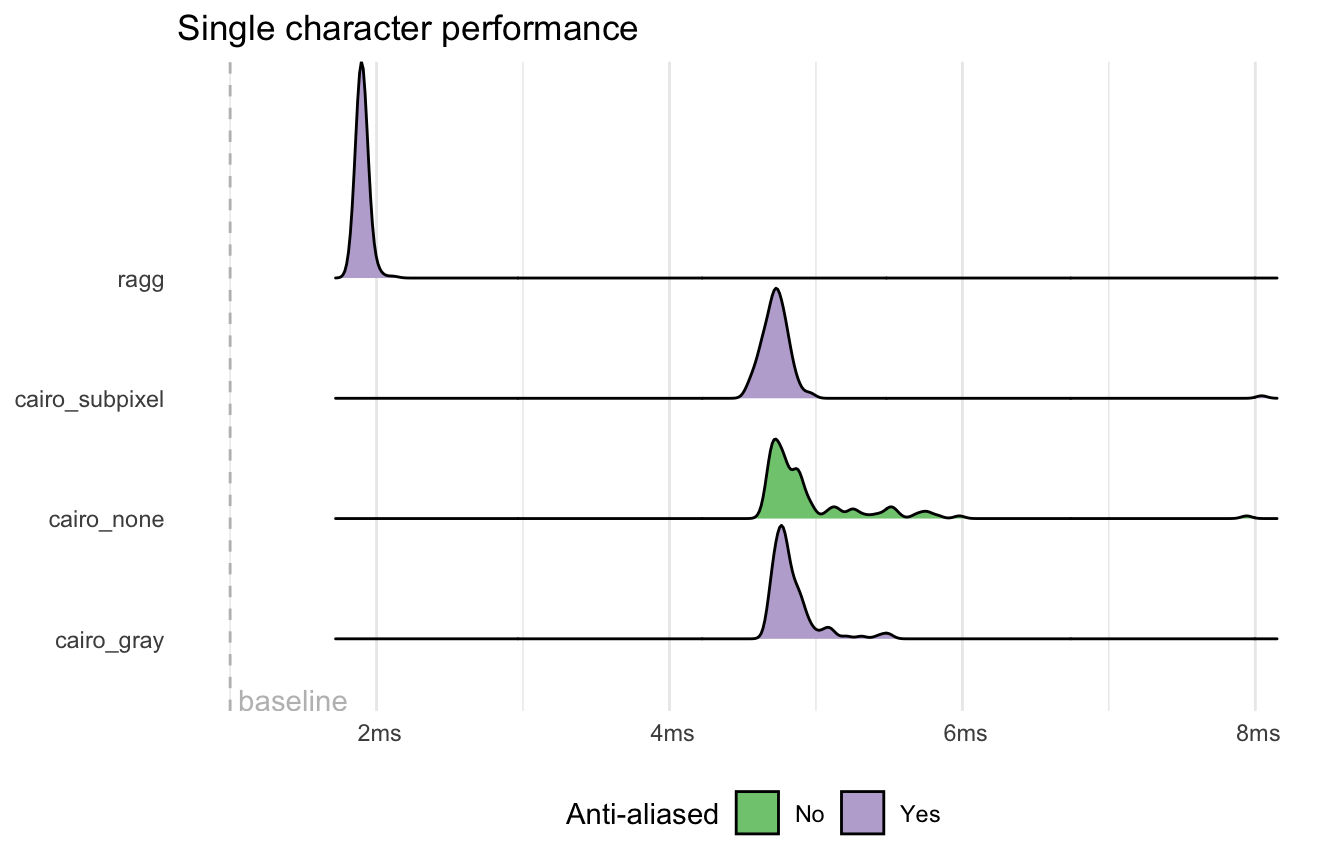 Single character performance
ragg
cairo_subpixel
cairo_none
cairo_gray
baseline
2ms 4ms 6ms 8ms
Anti-aliased No Yes